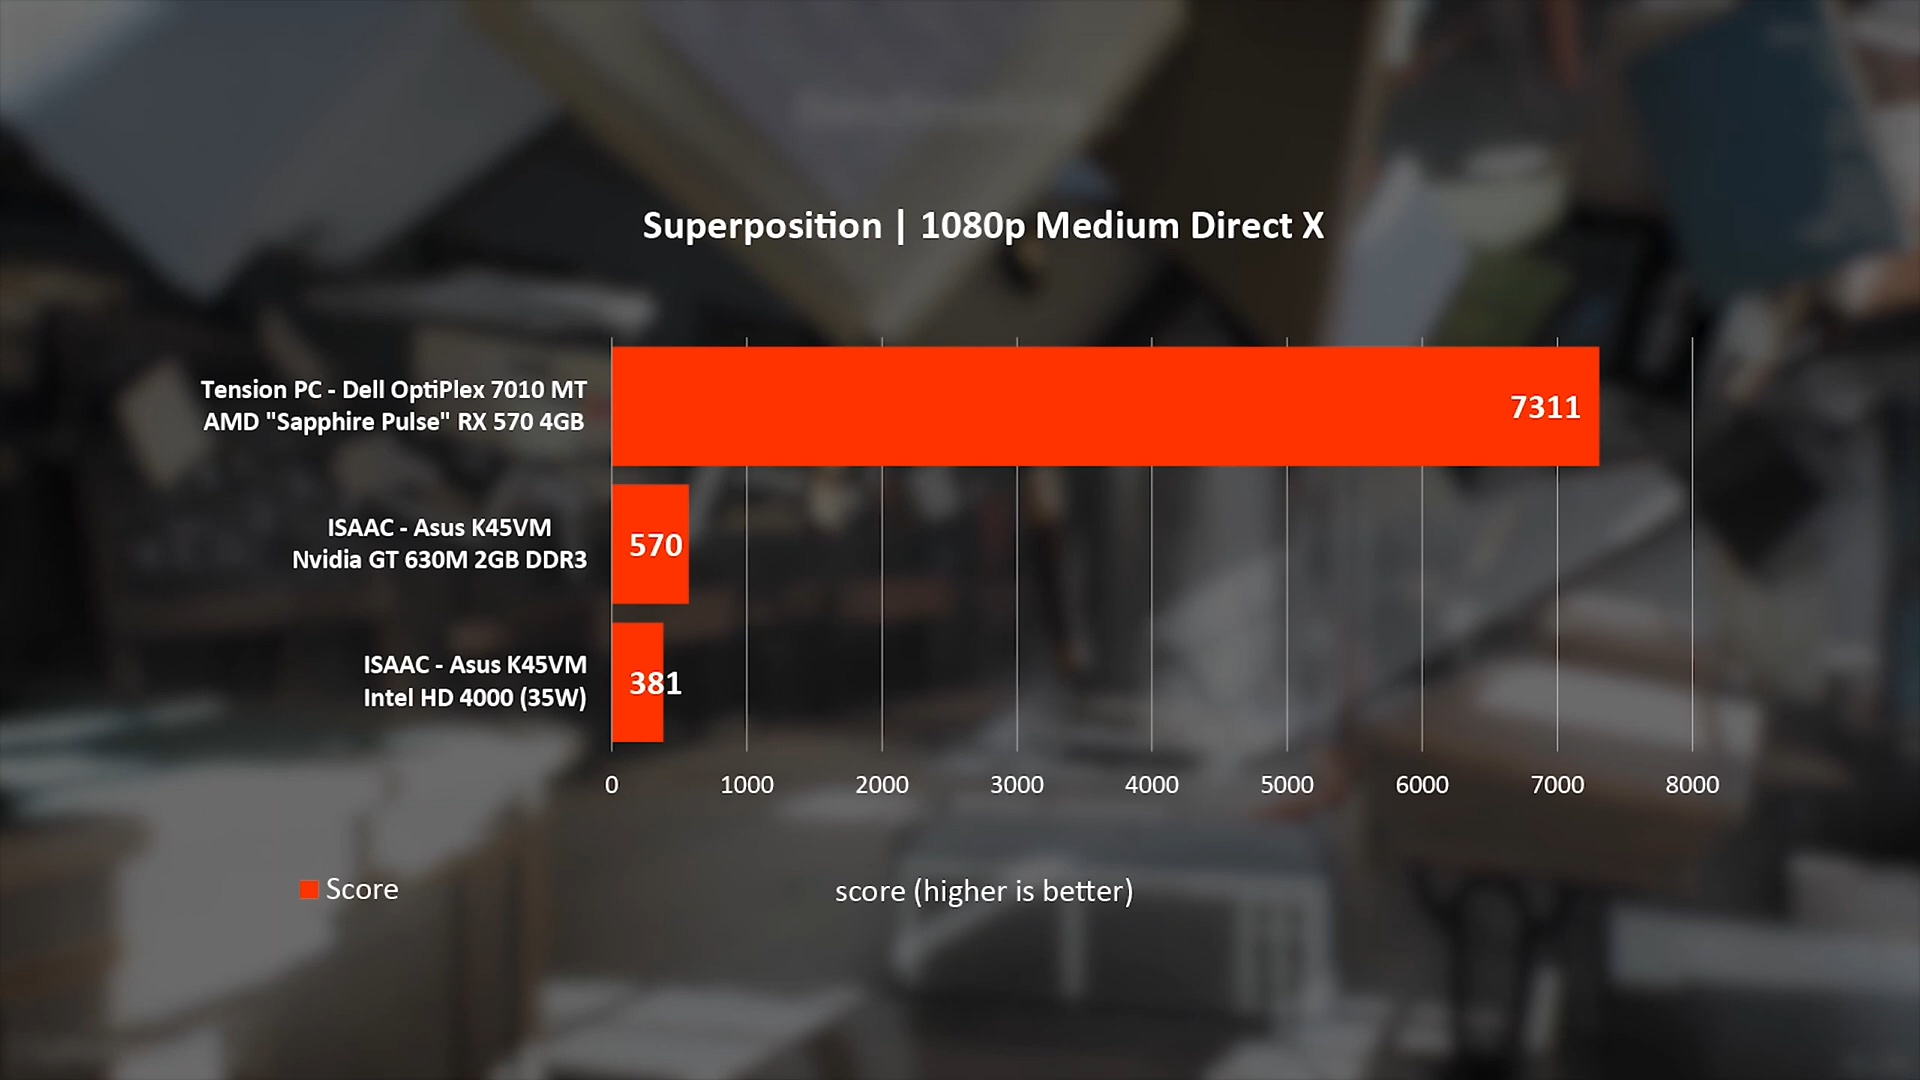 Superposition | 1080p Medium Direct X
Tension PC - Dell OptiPlex 7010 MT
AMD "Sapphire Pulse" RX 570 4GB
7311
ISAAC - Asus K45VM
Nvidia GT 630M 2GB DDR3
570
ISAAC - Asus K45VM
Intel HD 4000 (35W)
381
0 1000 2000 3000 4000 5000 6000 7000 8000
Score
score (higher is better)